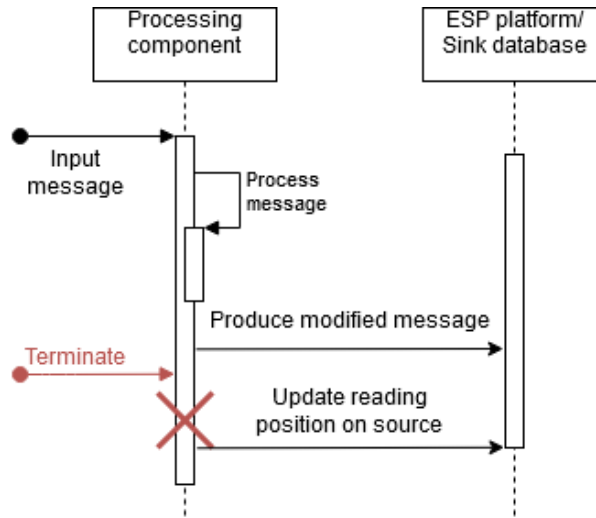 Processing
component
ESP platform/
Sink database
Input
message
Process
message
Produce modified message
Terminate
Update reading
position on source